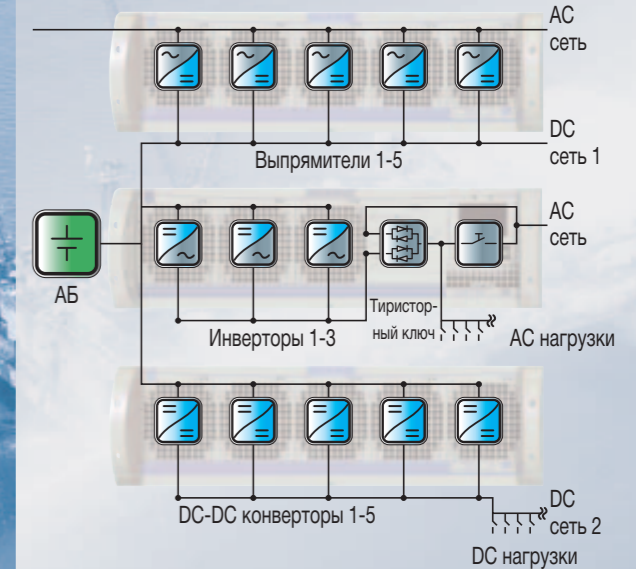 AC
сеть
DC
сеть 1
Выпрямители 1-5
AC
сеть
АБ
Тиристор-
ный ключ
Инверторы 1-3
AC нагрузки
DC-DC конверторы 1-5
DC
сеть 2
DC нагрузки